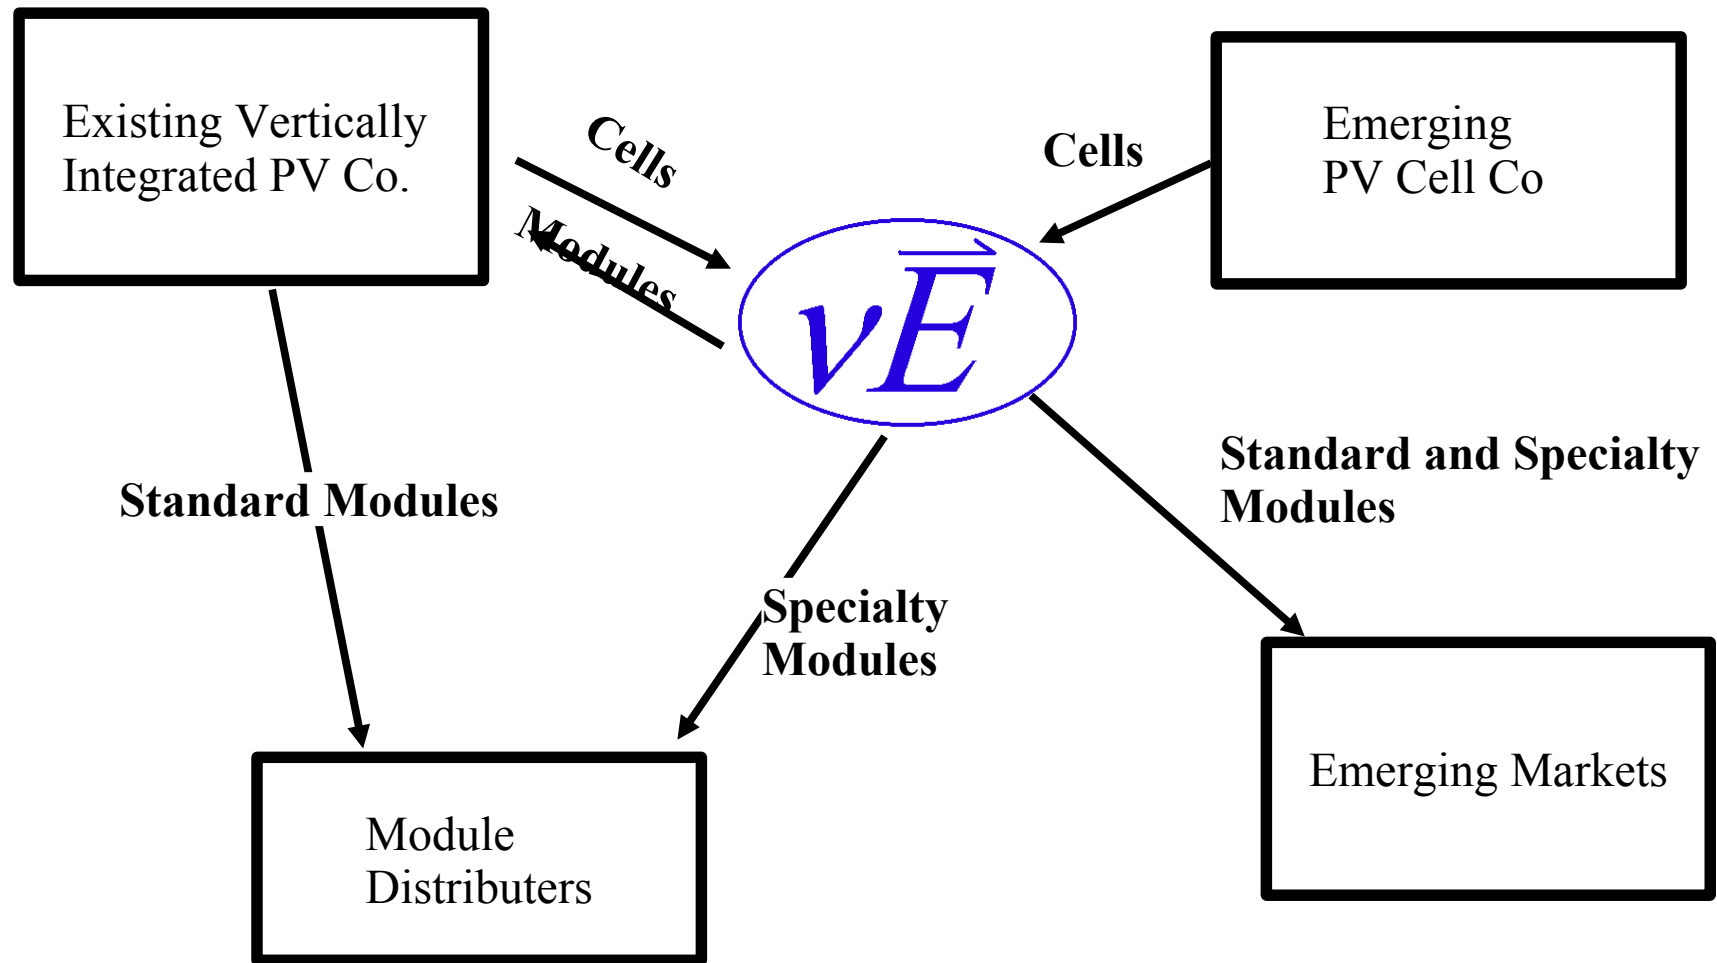 Existing Vertically
Integrated PV Co.
Cells
Modules
Cells
Emerging
PV Cell Co
νE
Standard Modules
Standard and Specialty
Modules
Specialty
Modules
Emerging Markets
Module
Distributers